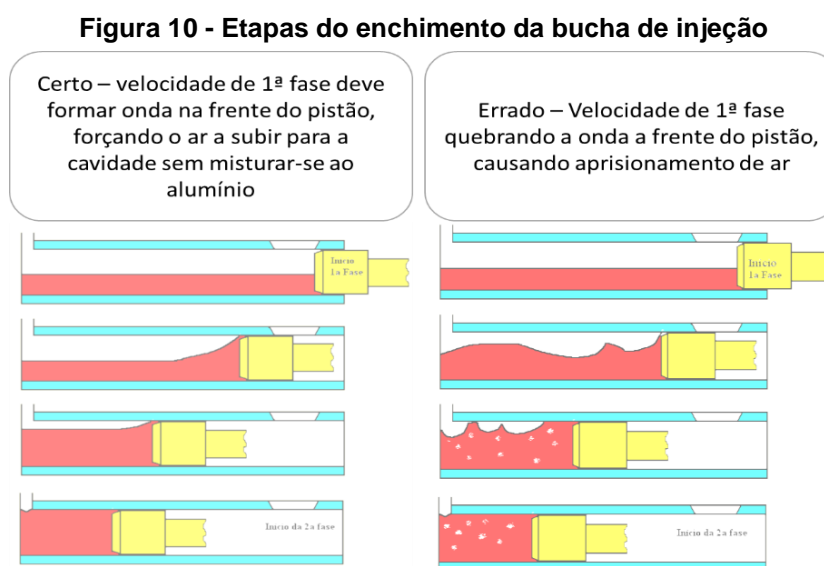 Figura 10 - Etapas do enchimento da bucha de injeção
Certo – velocidade de 1ª fase deve
formar onda na frente do pistão,
forçando o ar a subir para a
cavidade sem misturar-se ao
alumínio
Errado – Velocidade de 1ª fase
quebrando a onda a frente do pistão,
causando aprisionamento de ar
Inicio
1a Fase
Inicio
1a Fase
Inicio da 2a fase
Inicio da 2a fase